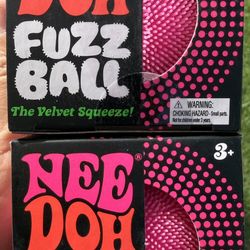 DOH
FUZZ
BALL
The Velvet Squeeze!
WARNING:
CHOKING HAZARD - Small parts.
Not for children under 3 years.
NEE
DOH
®
3+